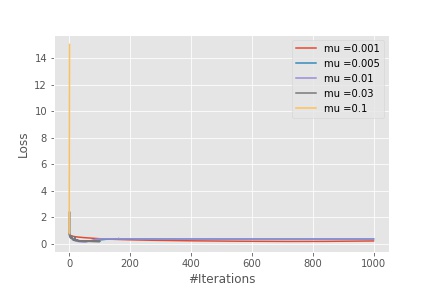 14
12
10
8
6
4
2
0
Loss
0 200 400 600 800 1000
#Iterations
mu =0.001
mu =0.005
mu =0.01
mu =0.03
mu =0.1